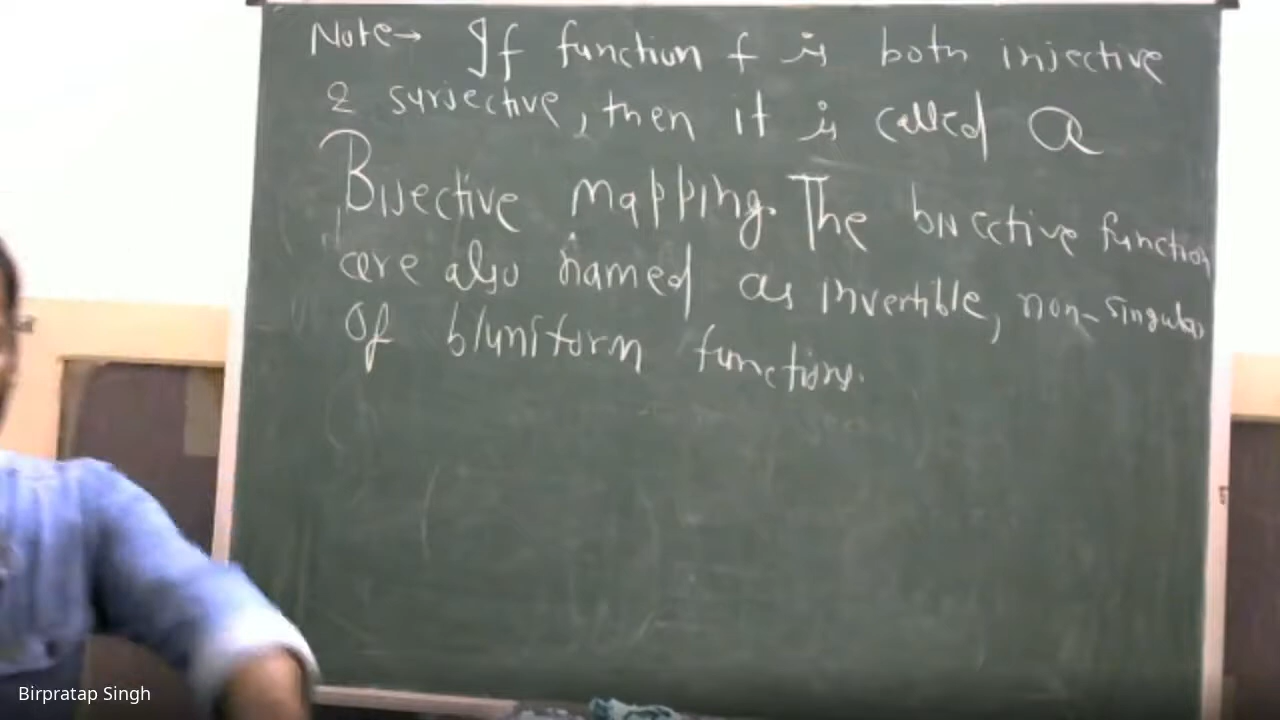 Note→ If function f is both injective
& surjective, then it is called a
Bijective mapping. The bijective function
are also named as invertible, non-singular
or biuniform functions.
Birpratap Singh